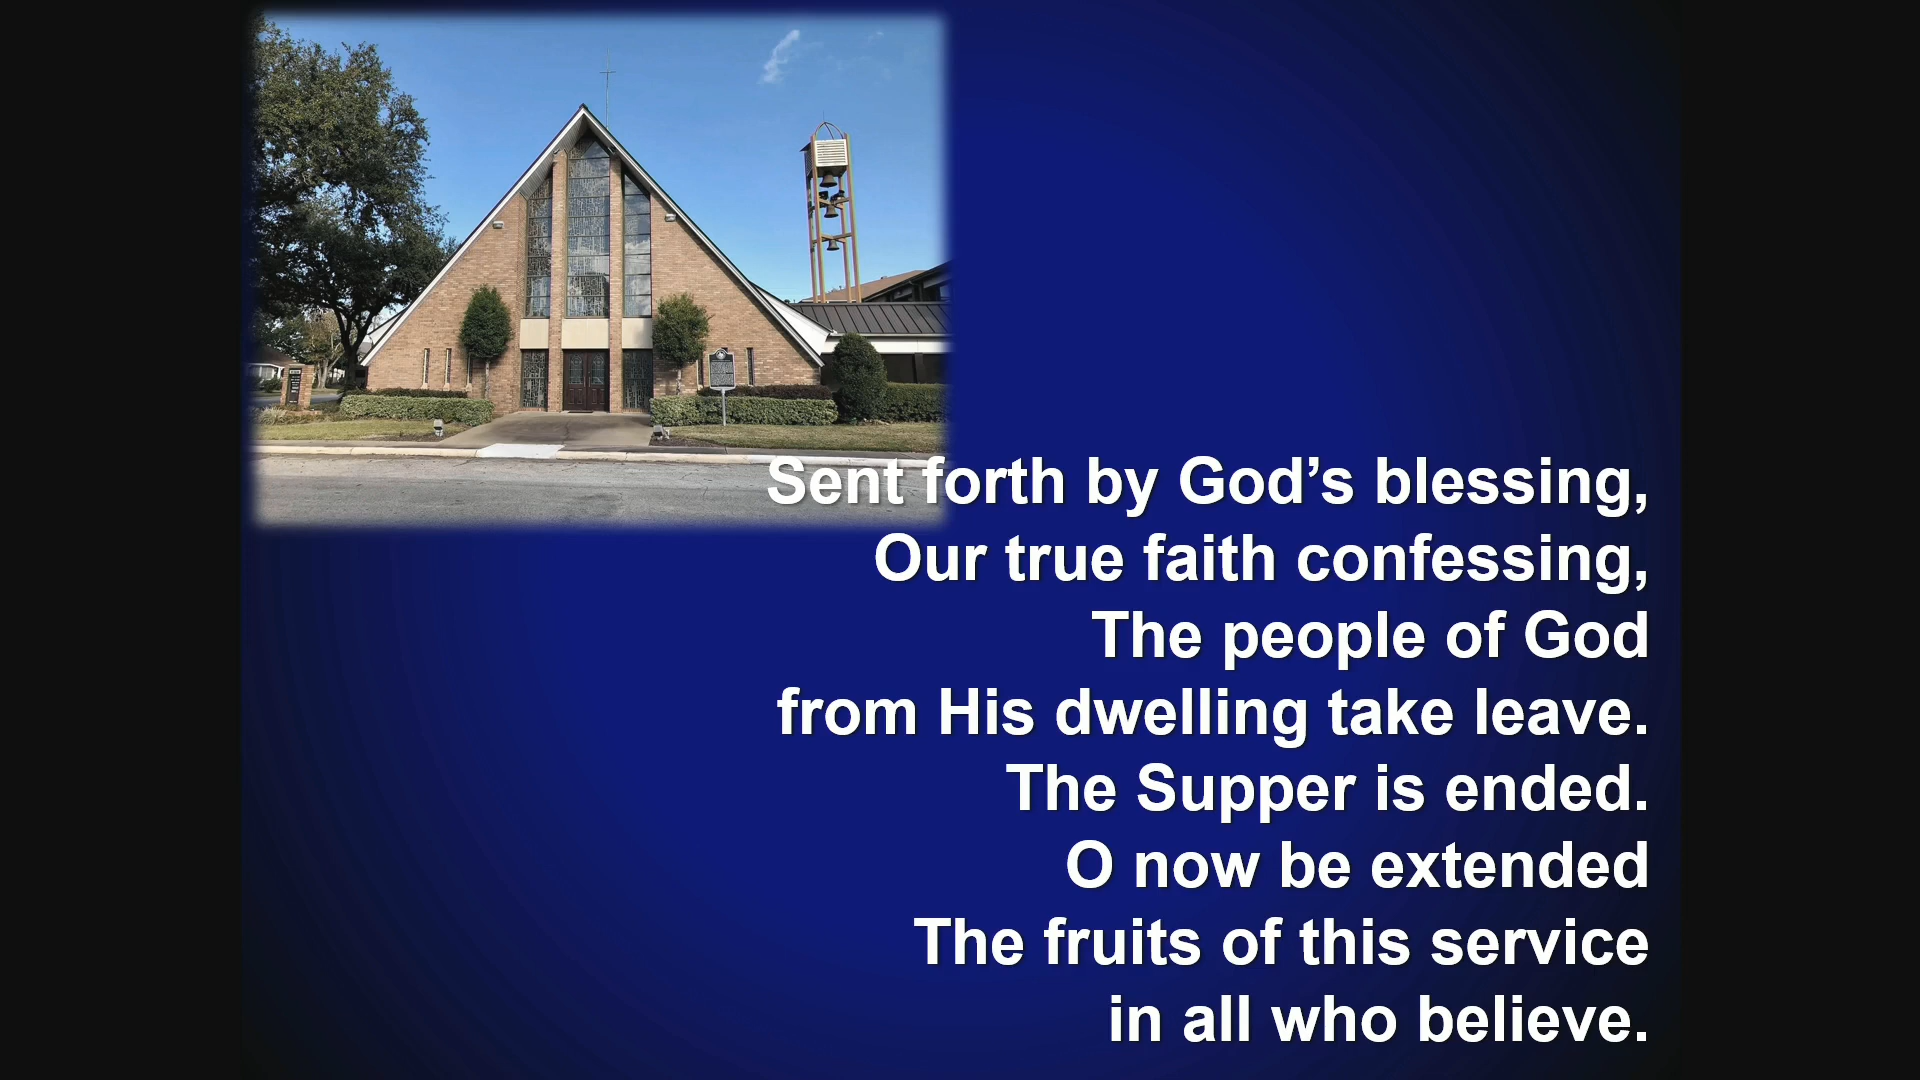 Sent forth by God’s blessing,
Our true faith confessing,
The people of God
from His dwelling take leave.
The Supper is ended.
O now be extended
The fruits of this service
in all who believe.